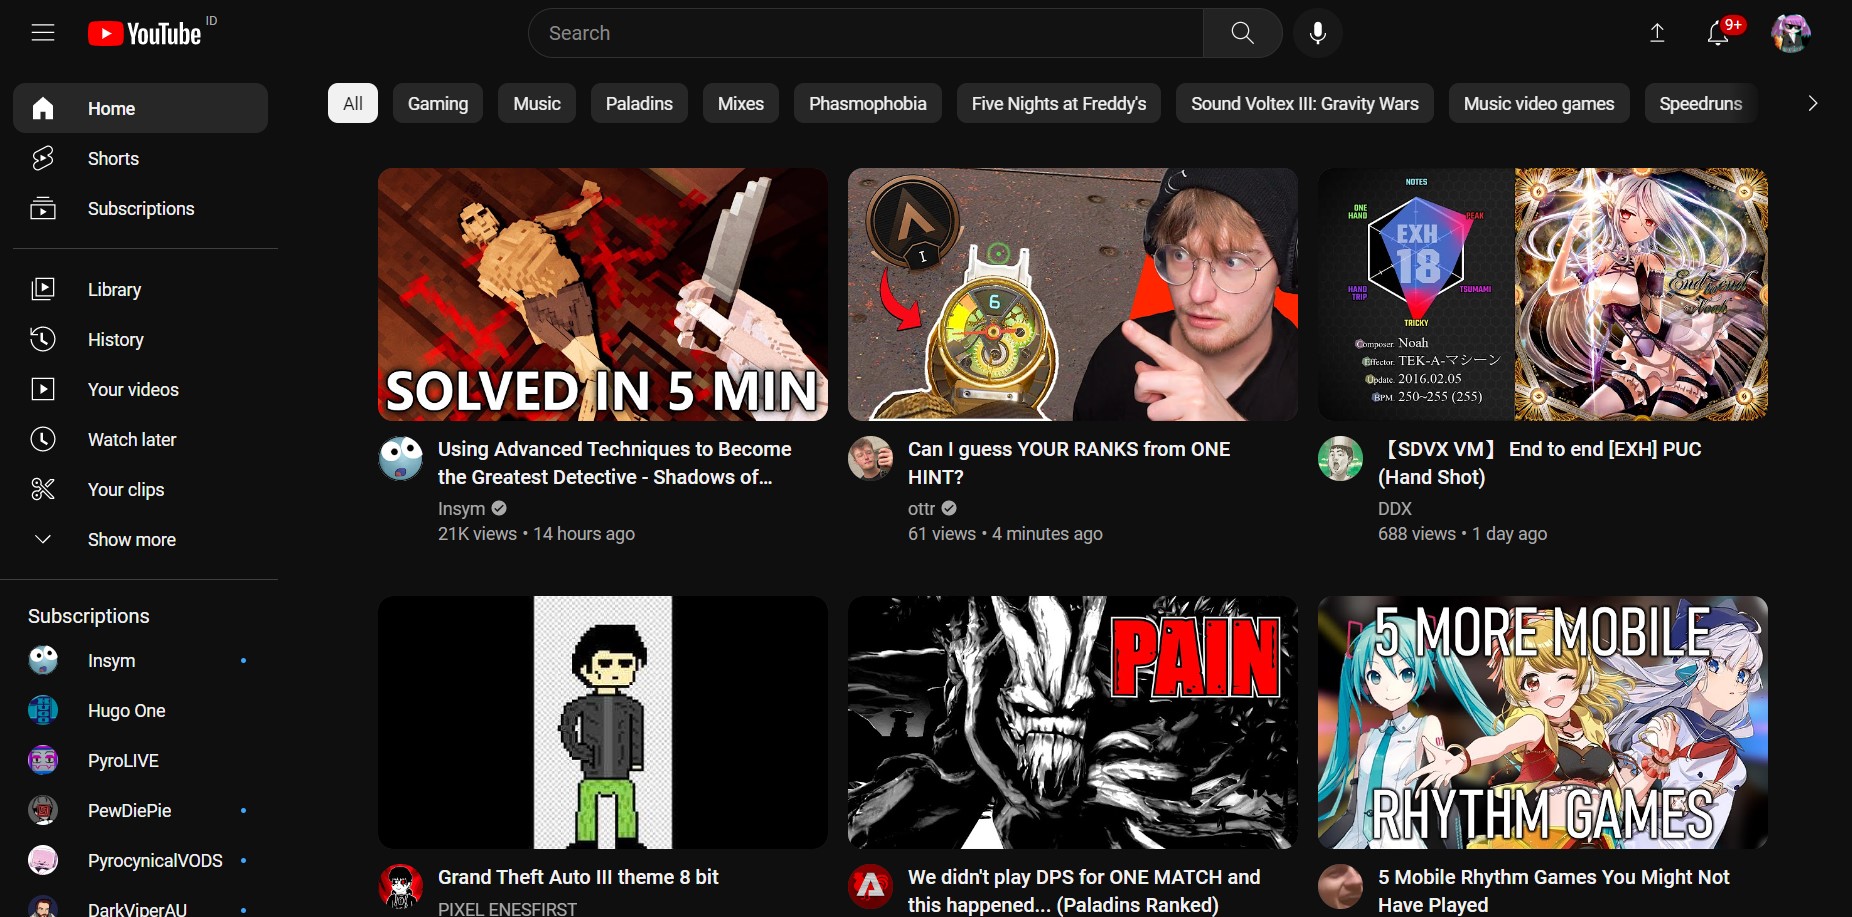 YouTube ID
Search
9+
Home
Shorts
Subscriptions
Library
History
Your videos
Watch later
Your clips
Show more
Subscriptions
Insym
Hugo One
PyroLIVE
PewDiePie
PyrocynicalVODS
DarkViperAU
All
Gaming
Music
Paladins
Mixes
Phasmophobia
Five Nights at Freddy's
Sound Voltex III: Gravity Wars
Music video games
Speedruns
SOLVED IN 5 MIN
Using Advanced Techniques to Become
the Greatest Detective - Shadows of...
Insym
21K views • 14 hours ago
I
6
Can I guess YOUR RANKS from ONE
HINT?
ottr
61 views • 4 minutes ago
NOTES
ONE
HAND
PEAK
EXH
18
HAND
TRIP
TSUMAMI
TRICKY
Composer. Noah
Effector. TEK-A-マシーン
Update. 2016.02.05
BPM. 250~255 (255)
End to end
Noah
【SDVX VM】 End to end [EXH] PUC
(Hand Shot)
DDX
688 views • 1 day ago
Grand Theft Auto III theme 8 bit
PIXEL ENESFIRST
PAIN
We didn't play DPS for ONE MATCH and
this happened... (Paladins Ranked)
5 MORE MOBILE
RHYTHM GAMES
5 Mobile Rhythm Games You Might Not
Have Played